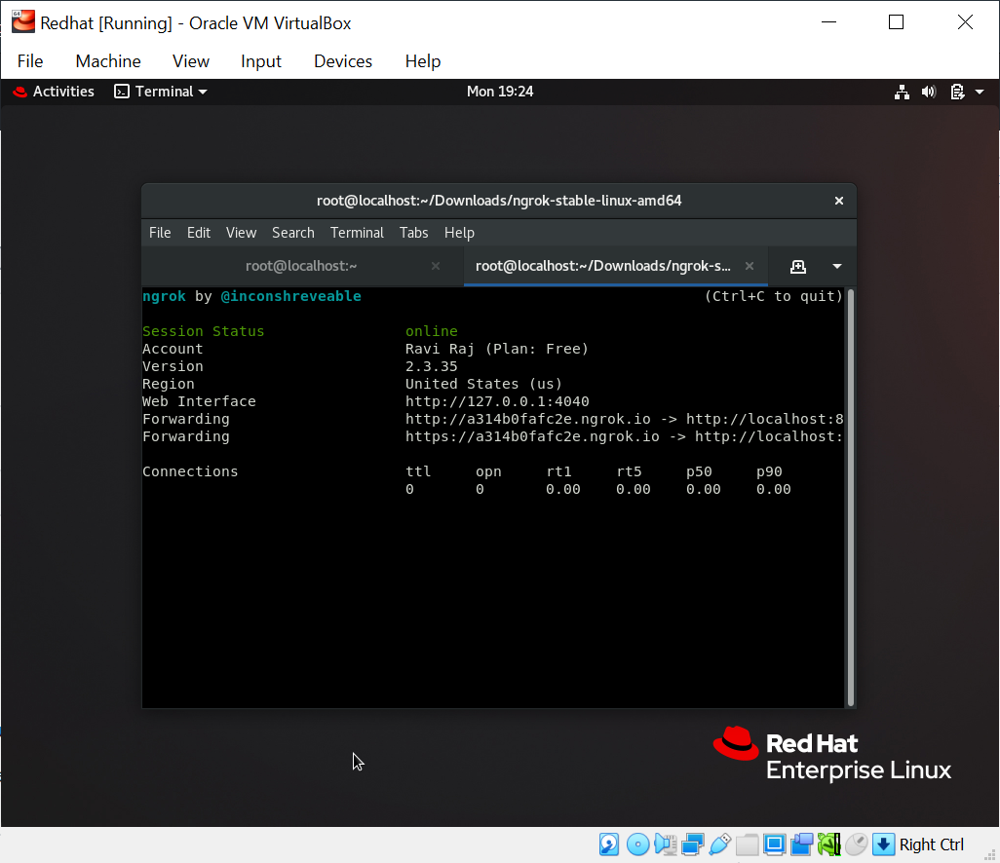 Redhat [Running] - Oracle VM VirtualBox
File Machine View Input Devices Help
Activities Terminal Mon 19:24
root@localhost:~/Downloads/ngrok-stable-linux-amd64
File Edit View Search Terminal Tabs Help
root@localhost:~ root@localhost:~/Downloads/ngrok-s...
ngrok by @inconshreveable (Ctrl+C to quit)
Session Status online
Account Ravi Raj (Plan: Free)
Version 2.3.35
Region United States (us)
Web Interface http://127.0.0.1:4040
Forwarding http://a314b0fafc2e.ngrok.io -> http://localhost:8
Forwarding https://a314b0fafc2e.ngrok.io -> http://localhost:
Connections ttl opn rt1 rt5 p50 p90
0 0 0.00 0.00 0.00 0.00
Red Hat
Enterprise Linux
Right Ctrl